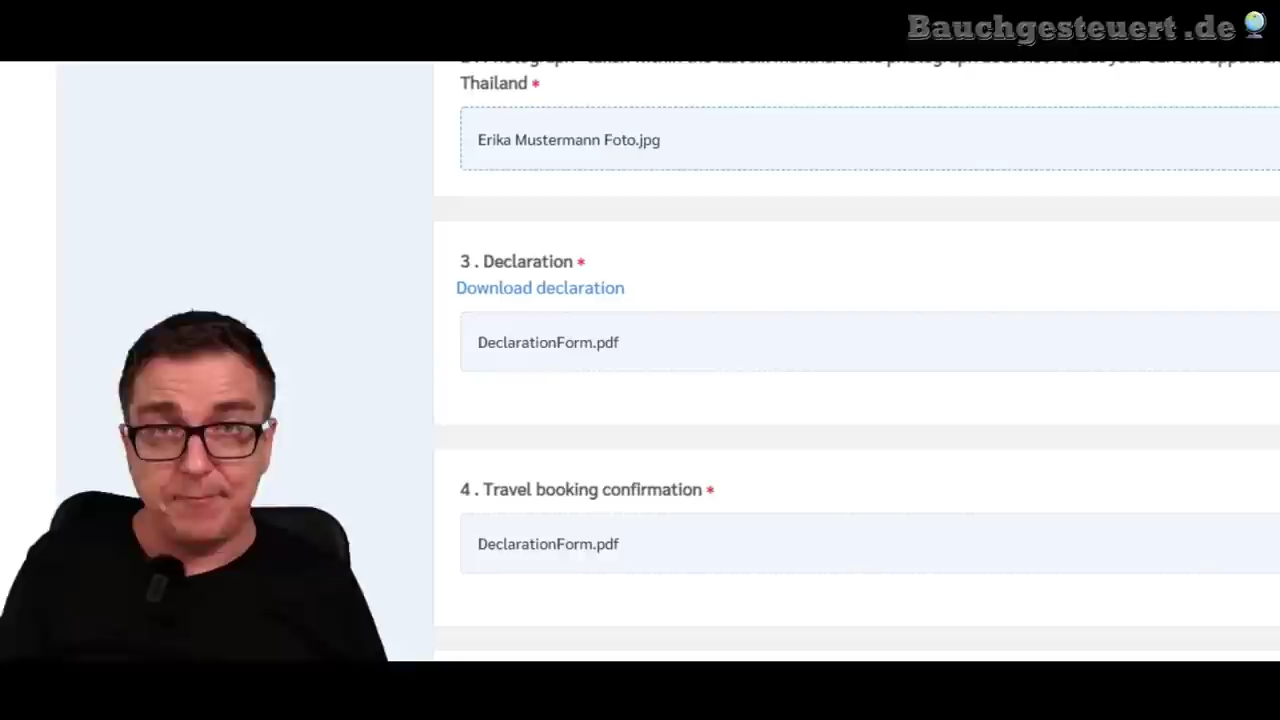 Bauchgesteuert .de
Thailand *
Erika Mustermann Foto.jpg
3 . Declaration *
Download declaration
DeclarationForm.pdf
4 . Travel booking confirmation *
DeclarationForm.pdf